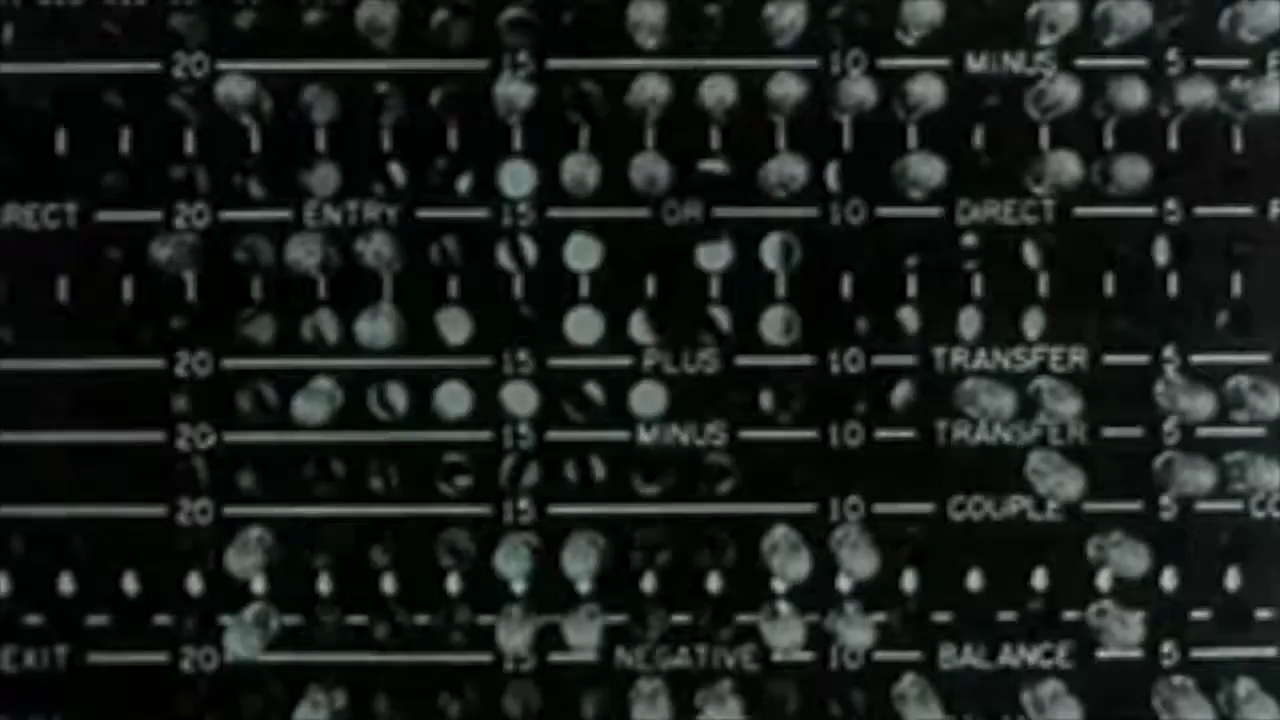 20 15 10 MINUS 5
RECT 20 ENTRY 15 OR 10 DIRECT 5
20 15 PLUS 10 TRANSFER 5
20 15 MINUS 10 TRANSFER 5
20 15 10 COUPLE 5 CO
EXIT 20 15 NEGATIVE 10 BALANCE 5